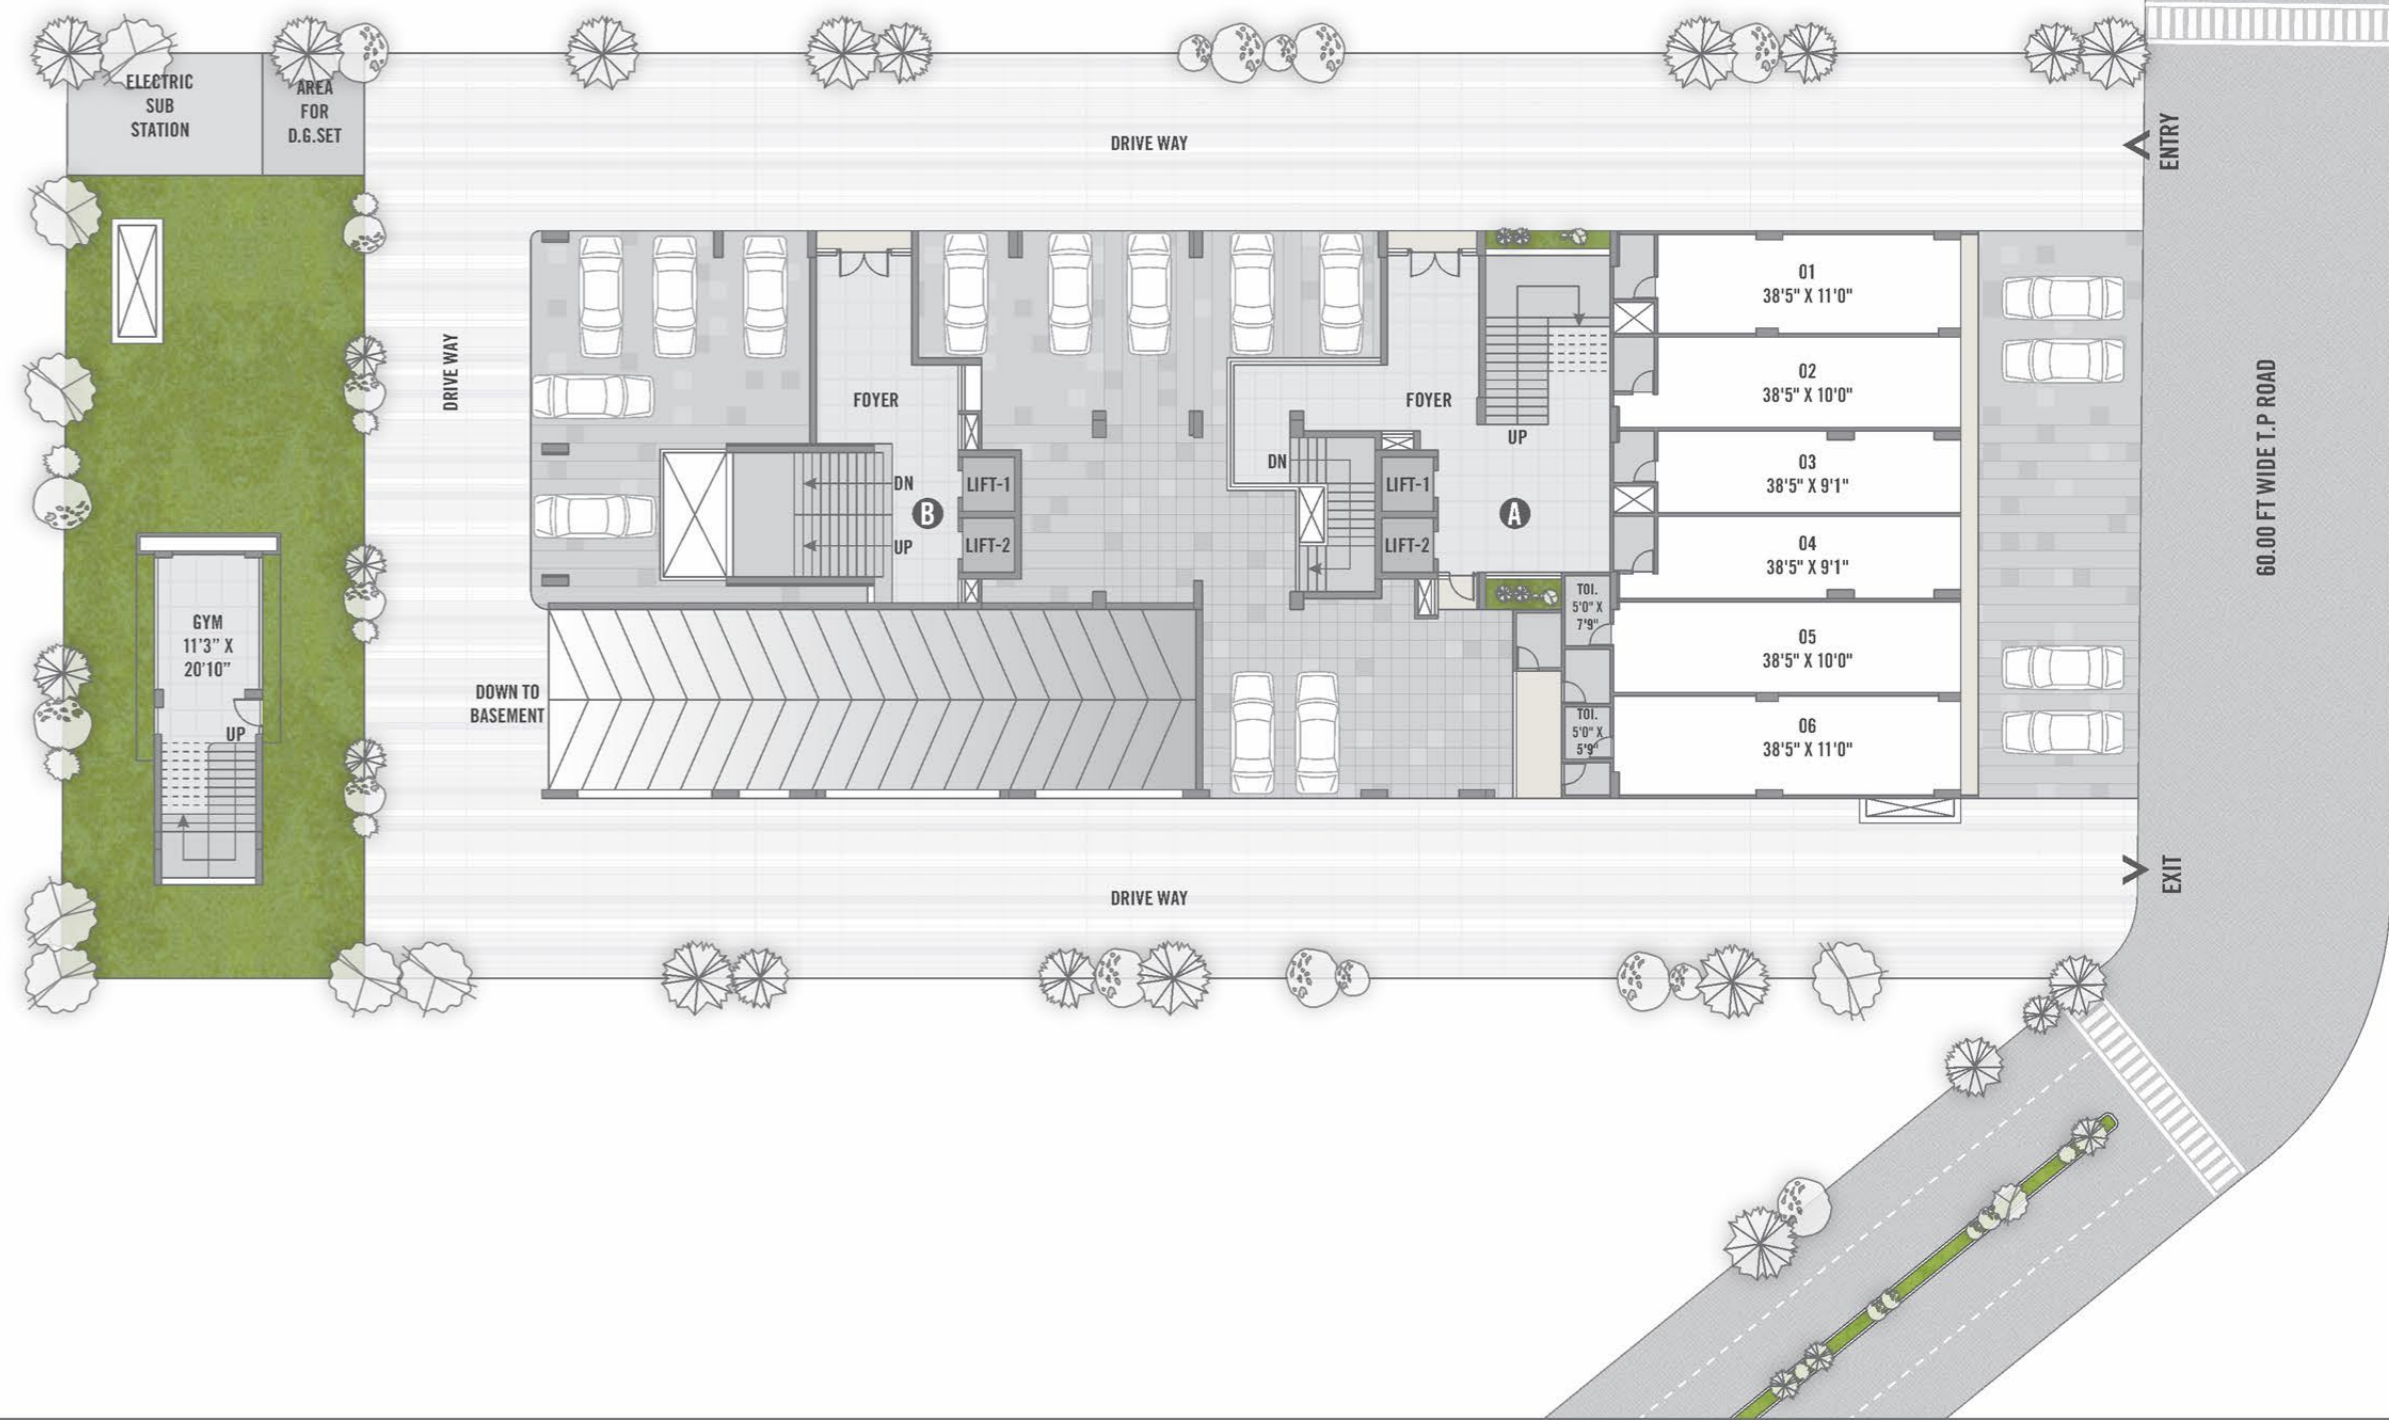 ELECTRIC
SUB
STATION
AREA
FOR
D.G.SET
DRIVE WAY
ENTRY
DRIVE WAY
FOYER
DN
UP
B
LIFT-1
LIFT-2
FOYER
UP
DN
LIFT-1
LIFT-2
A
01
38'5" X 11'0"
02
38'5" X 10'0"
03
38'5" X 9'1"
04
38'5" X 9'1"
05
38'5" X 10'0"
06
38'5" X 11'0"
TOI.
5'0" X
7'9"
TOI.
5'0" X
5'9"
60.00 FT WIDE T.P ROAD
GYM
11'3" X
20'10"
UP
DOWN TO
BASEMENT
DRIVE WAY
EXIT